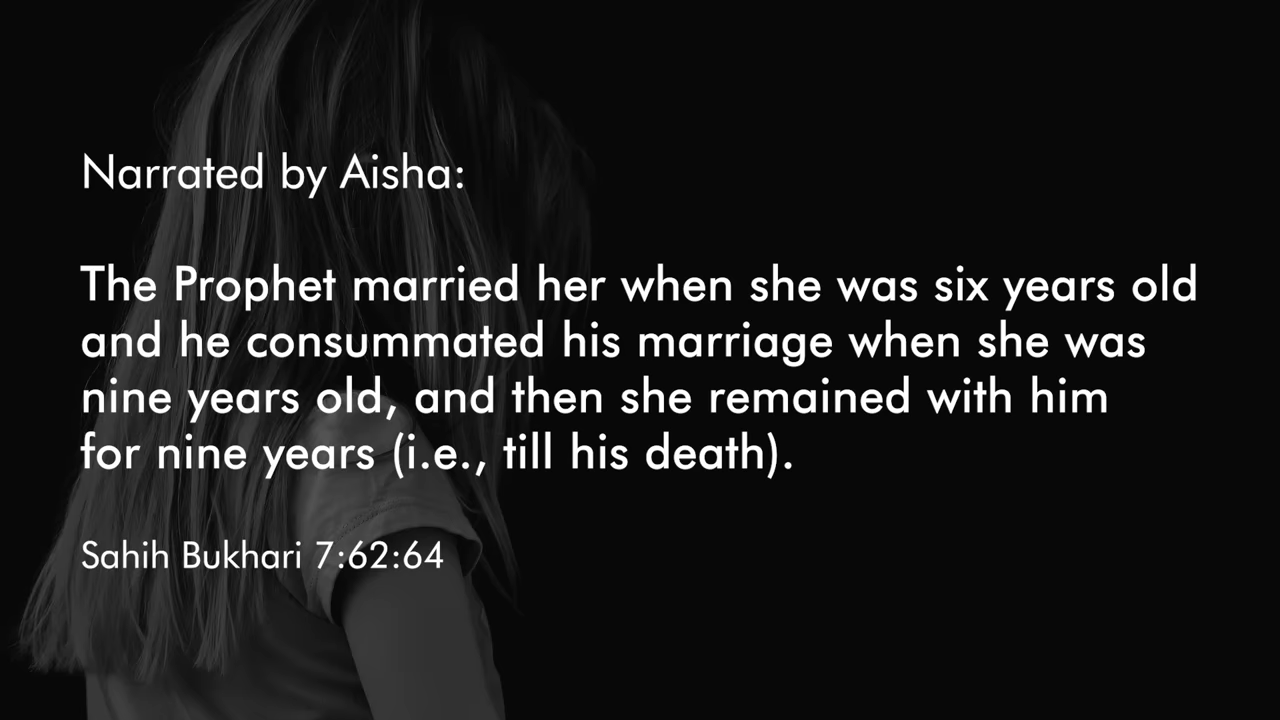 Narrated by Aisha:
The Prophet married her when she was six years old
and he consummated his marriage when she was
nine years old, and then she remained with him
for nine years (i.e., till his death).
Sahih Bukhari 7:62:64